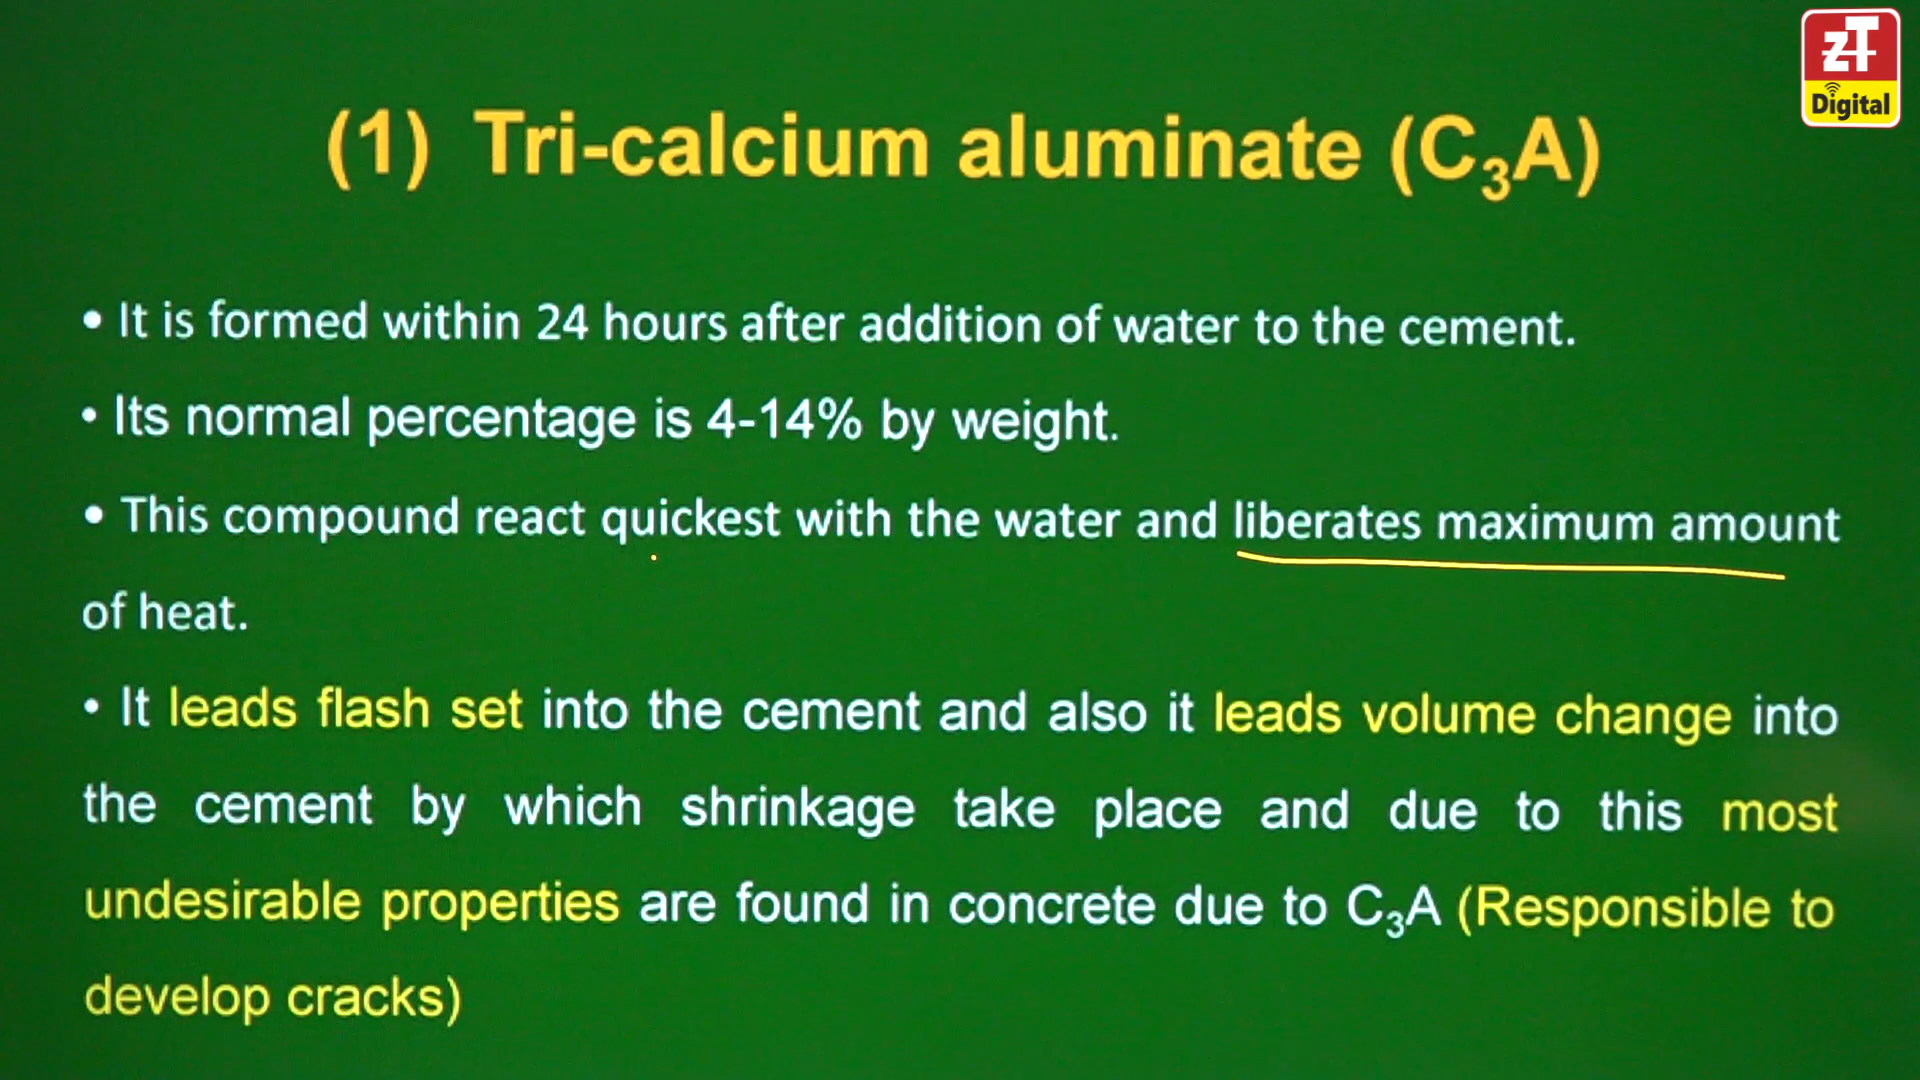 zT
Digital
(1) Tri-calcium aluminate (C₃A)
• It is formed within 24 hours after addition of water to the cement.
• Its normal percentage is 4-14% by weight.
• This compound react quickest with the water and liberates maximum amount
of heat.
• It leads flash set into the cement and also it leads volume change into
the cement by which shrinkage take place and due to this most
undesirable properties are found in concrete due to C₃A (Responsible to
develop cracks)